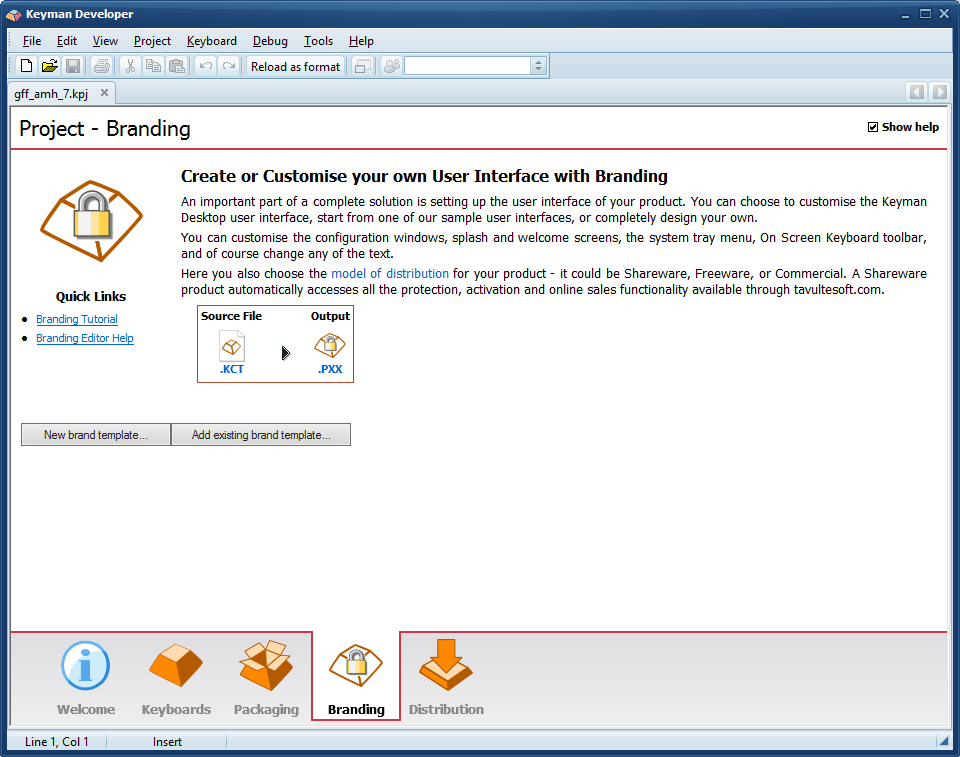 Keyman Developer
File Edit View Project Keyboard Debug Tools Help
Reload as format
gff_amh_7.kpj
Project - Branding
Show help
Create or Customise your own User Interface with Branding
An important part of a complete solution is setting up the user interface of your product. You can choose to customise the Keyman
Desktop user interface, start from one of our sample user interfaces, or completely design your own.
You can customise the configuration windows, splash and welcome screens, the system tray menu, On Screen Keyboard toolbar,
and of course change any of the text.
Here you also choose the model of distribution for your product - it could be Shareware, Freeware, or Commercial. A Shareware
product automatically accesses all the protection, activation and online sales functionality available through tavultesoft.com.
Quick Links
Branding Tutorial
Branding Editor Help
Source File Output
.KCT .PXX
New brand template... Add existing brand template...
Welcome Keyboards Packaging Branding Distribution
Line 1, Col 1 Insert